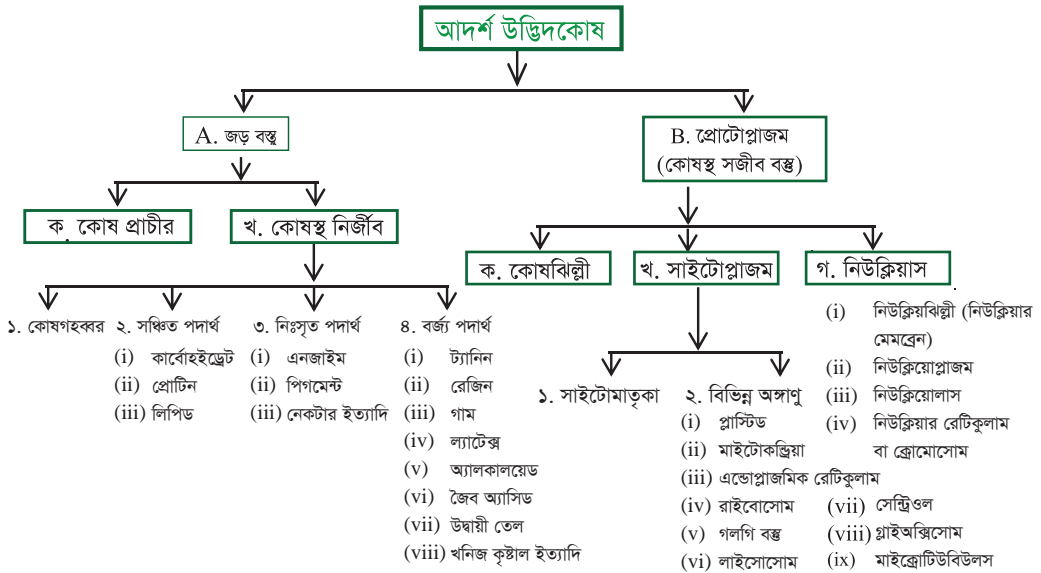 আদর্শ উদ্ভিদকোষ
A. জড় বস্তু
B. প্রোটোপ্লাজম
(কোষস্থ সজীব বস্তু)
ক. কোষ প্রাচীর
খ. কোষস্থ নির্জীব
ক. কোষঝিল্লী
খ. সাইটোপ্লাজম
গ. নিউক্লিয়াস
১. কোষগহব্বর
২. সঞ্চিত পদার্থ
(i) কার্বোহইড্রেট
(ii) প্রোটিন
(iii) লিপিড
৩. নিঃসৃত পদার্থ
(i) এনজাইম
(ii) পিগমেন্ট
(iii) নেকটার ইত্যাদি
৪. বর্জ্য পদার্থ
(i) ট্যানিন
(ii) রেজিন
(iii) গাম
(iv) ল্যাটেক্স
(v) অ্যালকালয়েড
(vi) জৈব অ্যাসিড
(vii) উদ্বায়ী তেল
(viii) খনিজ কৃষ্টাল ইত্যাদি
১. সাইটোমাতৃকা
২. বিভিন্ন অঙ্গাণু
(i) প্লাস্টিড
(ii) মাইটোকন্ড্রিয়া
(iii) এন্ডোপ্লাজমিক রেটিকুলাম
(iv) রাইবোসোম
(v) গলগি বস্তু
(vi) লাইসোসোম
(vii) সেন্ট্রিওল
(viii) গ্লাইঅক্সিসোম
(ix) মাইক্রোটিউবিউলস
(i) নিউক্লিয়ঝিল্লী (নিউক্লিয়ার
মেমব্রেন)
(ii) নিউক্লিয়োপ্লাজম
(iii) নিউক্লিয়োলাস
(iv) নিউক্লিয়ার রেটিকুলাম
বা ক্রোমোসোম